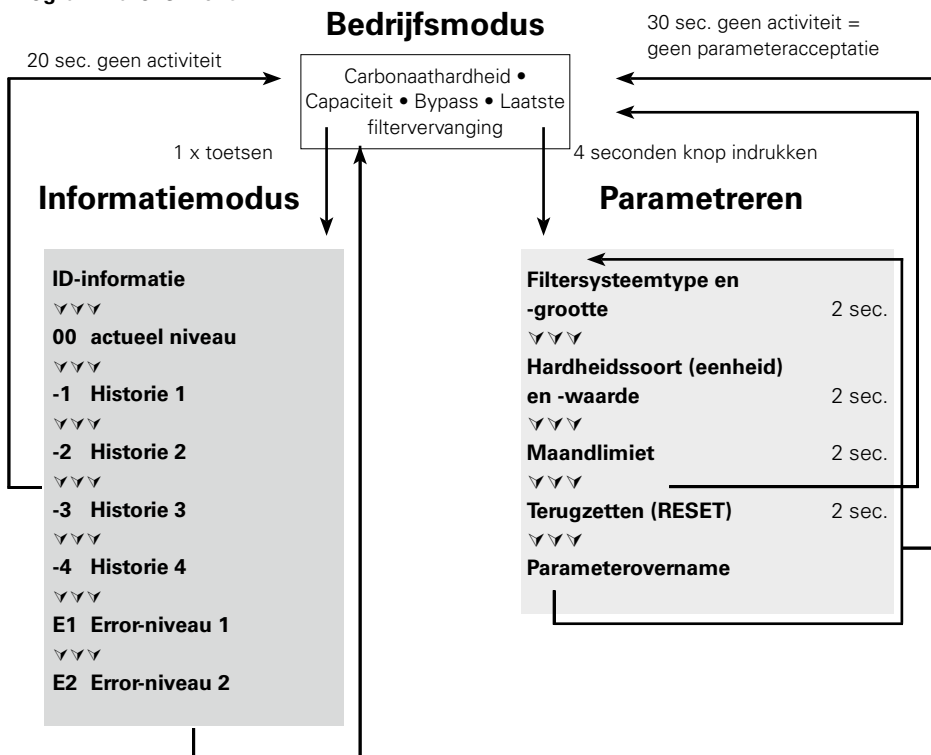 Bedrijfsmodus
30 sec. geen activiteit =
geen parameteracceptatie
20 sec. geen activiteit
Carbonaathardheid •
Capaciteit • Bypass • Laatste
filtervervanging
1 x toetsen
4 seconden knop indrukken
Informatiemodus
Parametreren
ID-informatie
00 actueel niveau
-1 Historie 1
-2 Historie 2
-3 Historie 3
-4 Historie 4
E1 Error-niveau 1
E2 Error-niveau 2
Filtersysteemtype en
-grootte 2 sec.
Hardheidssoort (eenheid)
en -waarde 2 sec.
Maandlimiet 2 sec.
Terugzetten (RESET) 2 sec.
Parameterovername